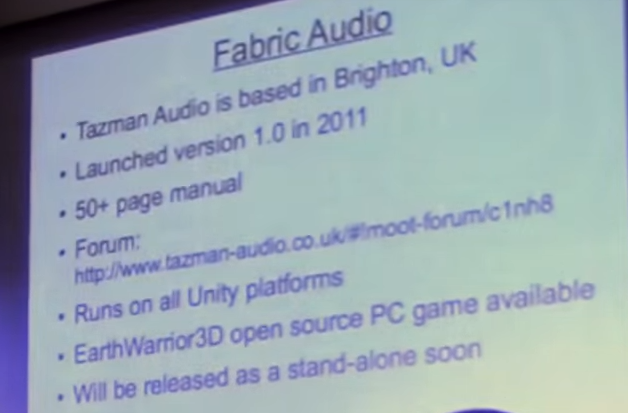 Fabric Audio
• Tazman Audio is based in Brighton, UK
• Launched version 1.0 in 2011
• 50+ page manual
• Forum:
http://www.tazman-audio.co.uk/#!moot-forum/c1nh8
• Runs on all Unity platforms
• EarthWarrior3D open source PC game available
• Will be released as a stand-alone soon